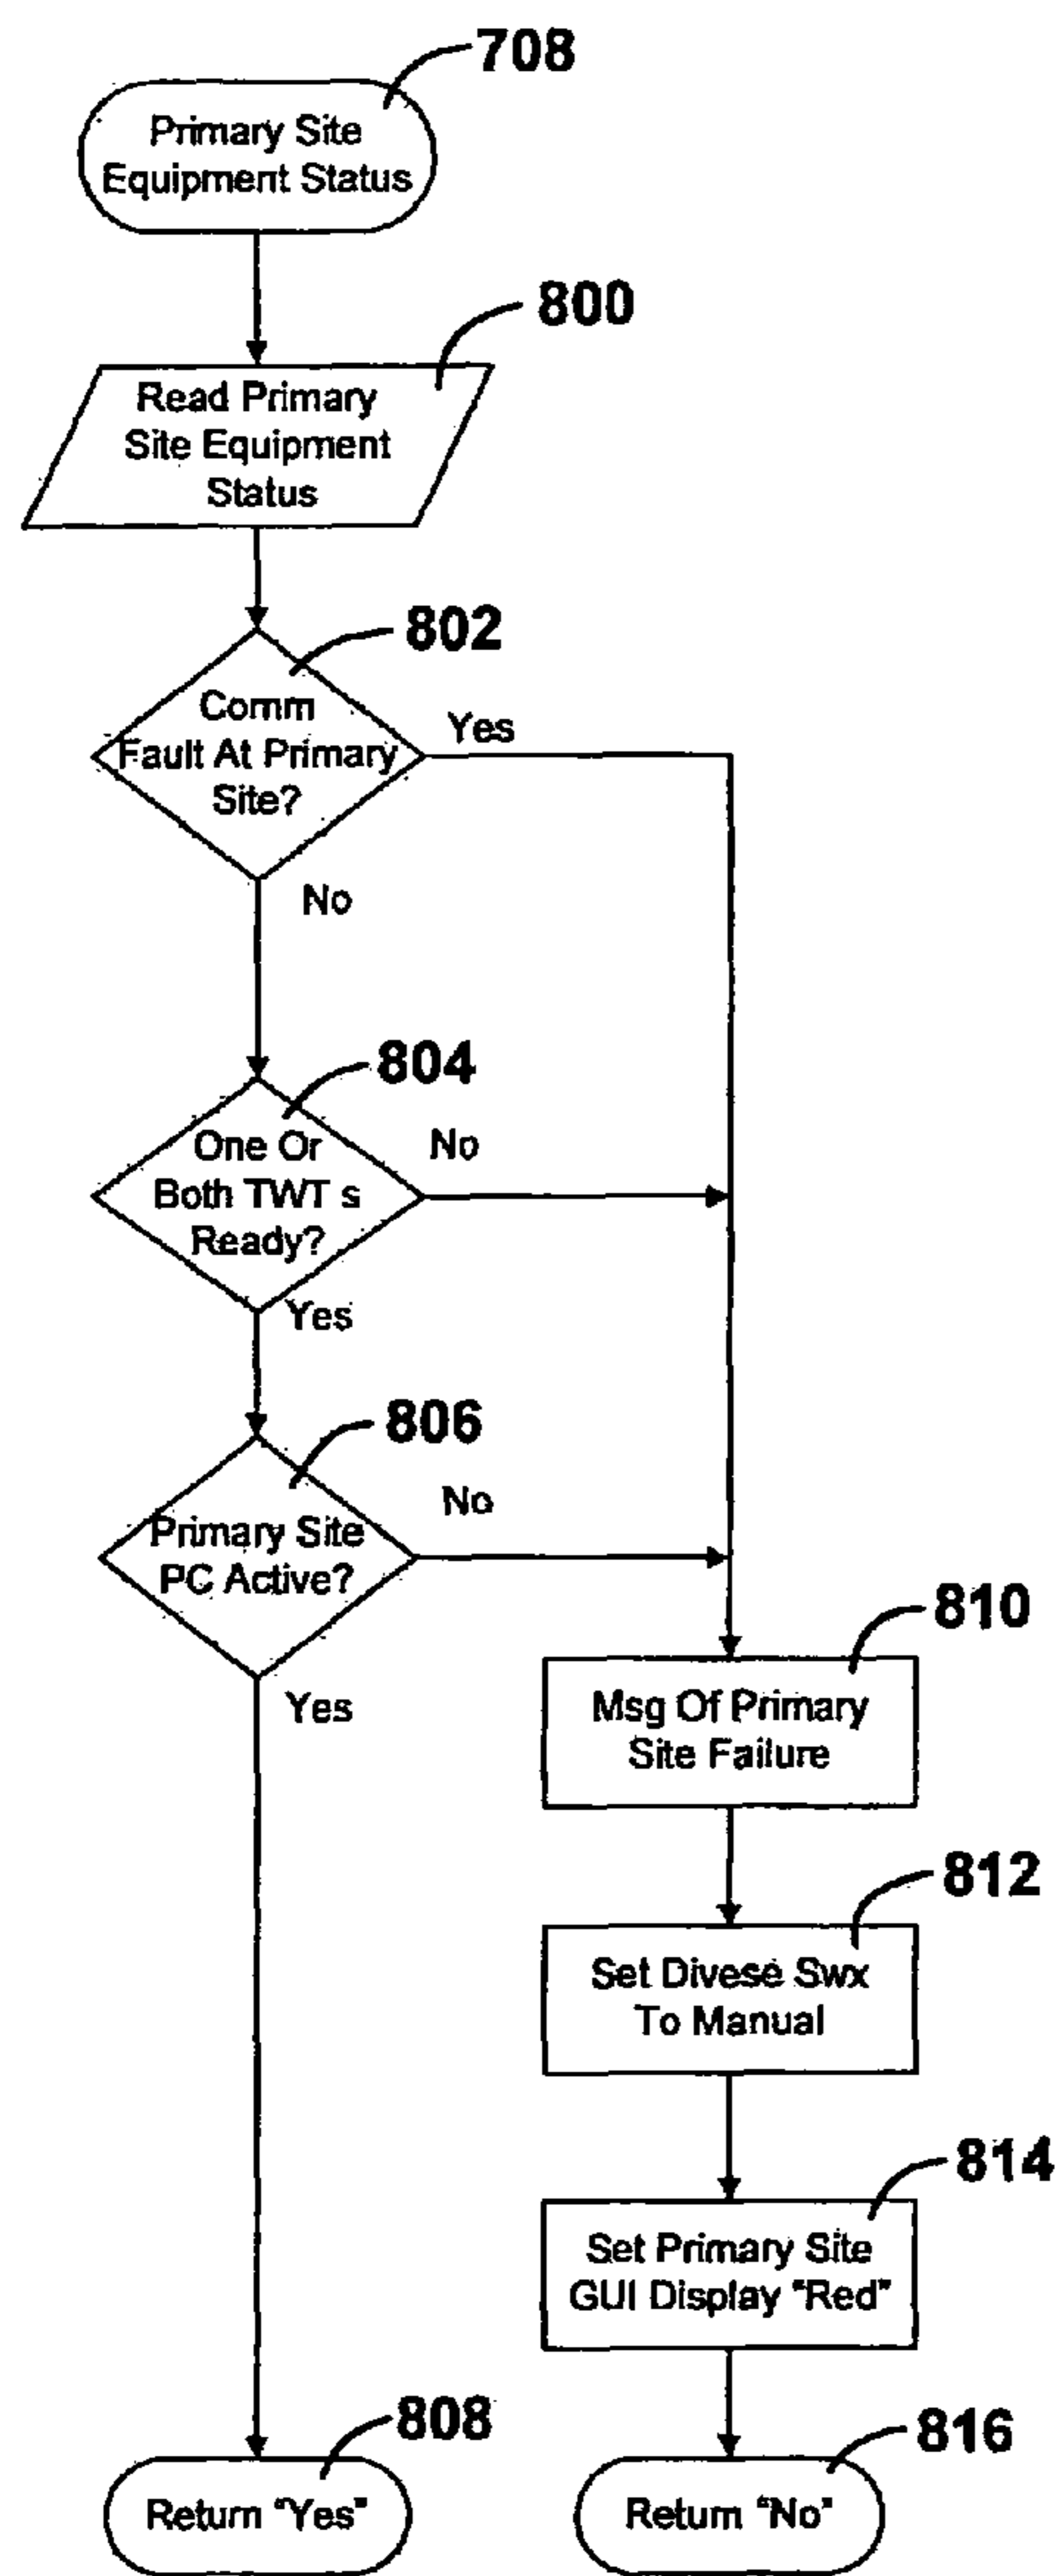 708
Primary Site
Equipment Status
800
Read Primary
Site Equipment
Status
802
Comm
Fault At Primary
Site?
Yes
No
804
One Or
Both TWT s
Ready?
No
Yes
806
Primary Site
PC Active?
No
Yes
810
Msg Of Primary
Site Failure
812
Set Divese Swx
To Manual
814
Set Primary Site
GUI Display "Red"
808
Return "Yes"
816
Return "No"